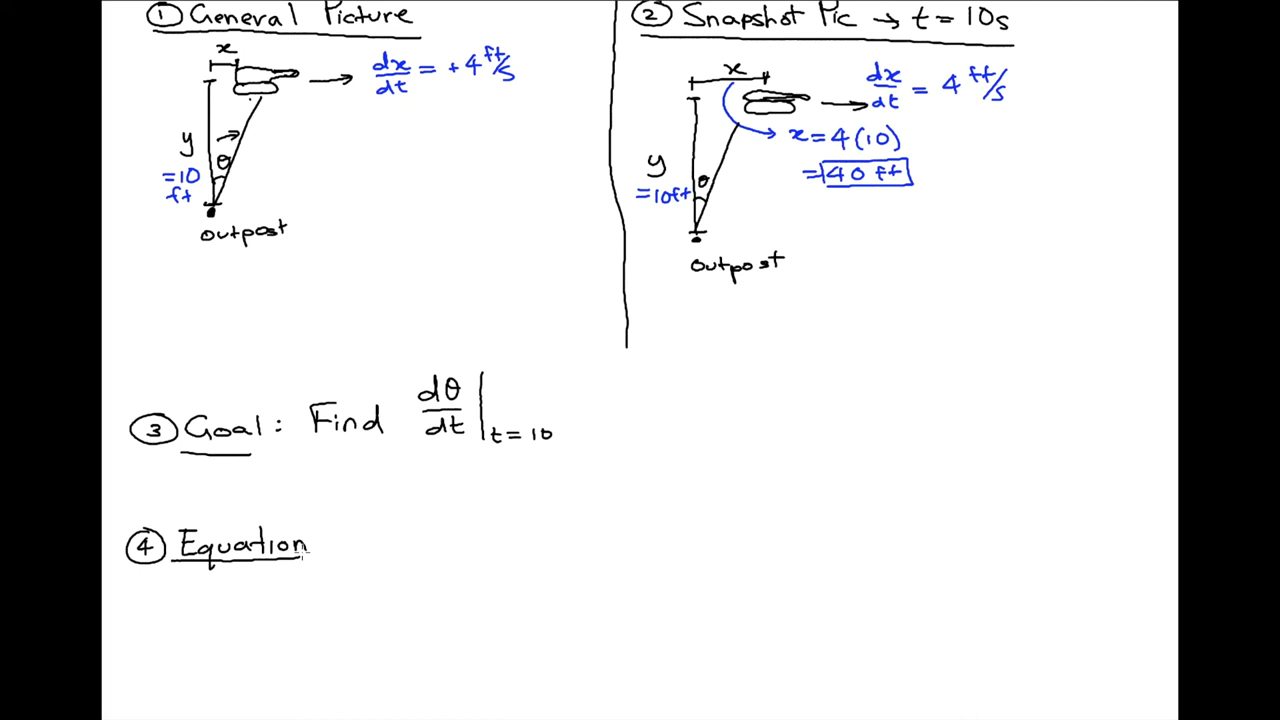 ① General Picture
x
dx/dt = +4 ft/s
y
θ
=10
ft
Outpost
② Snapshot Pic → t = 10s
x
dx/dt = 4 ft/s
x = 4(10)
= 40 ft
y
θ
=10ft
Outpost
③ Goal: Find dθ/dt | t=10
④ Equation